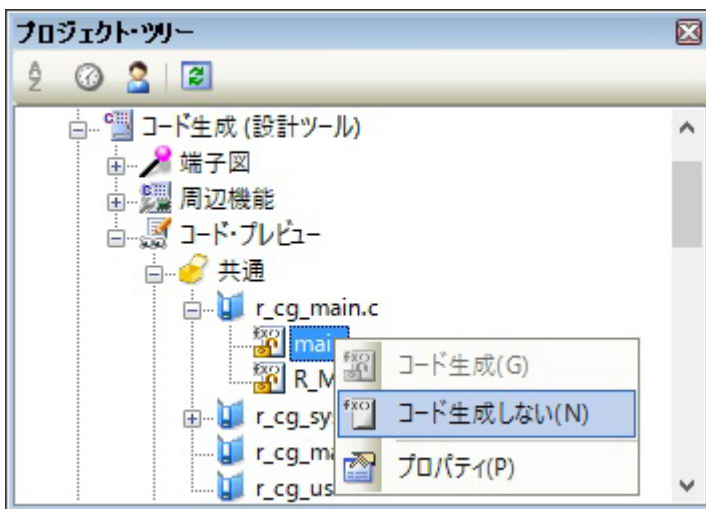 プロジェクト・ツリー
コード生成 (設計ツール)
端子図
周辺機能
コード・プレビュー
共通
r_cg_main.c
mai
R_M
コード生成(G)
r_cg_sy
コード生成しない(N)
r_cg_ma
プロパティ(P)
r_cg_us